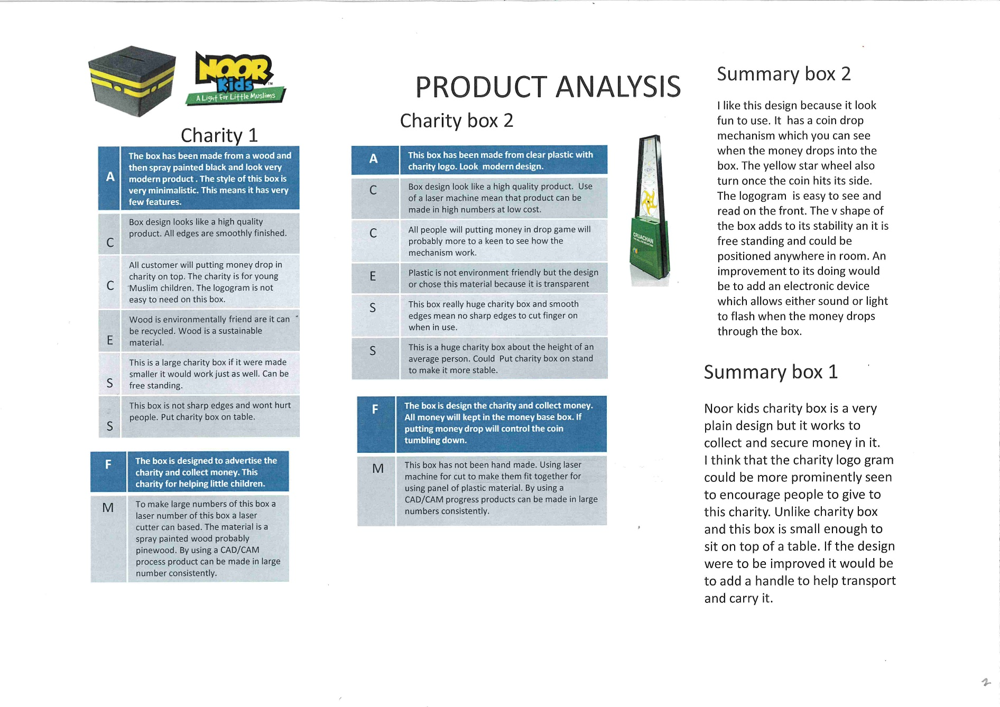 NOOR
Kids
TM
A Light For Little Muslims
Charity 1
A
The box has been made from a wood and
then spray painted black and look very
modern product . The style of this box is
very minimalistic. This means it has very
few features.
C
Box design looks like a high quality
product. All edges are smoothly finished.
C
All customer will putting money drop in
charity on top. The charity is for young
Muslim children. The logogram is not
easy to need on this box.
E
Wood is environmentally friend are it can
be recycled. Wood is a sustainable
material.
S
This is a large charity box if it were made
smaller it would work just as well. Can be
free standing.
S
This box is not sharp edges and wont hurt
people. Put charity box on table.
F
The box is designed to advertise the
charity and collect money. This
charity for helping little children.
M
To make large numbers of this box a
laser number of this box a laser
cutter can based. The material is a
spray painted wood probably
pinewood. By using a CAD/CAM
process product can be made in large
number consistently.
PRODUCT ANALYSIS
Charity box 2
A
This box has been made from clear plastic with
charity logo. Look modern design.
C
Box design look like a high quality product. Use
of a laser machine mean that product can be
made in high numbers at low cost.
C
All people will putting money in drop game will
probably more to a keen to see how the
mechanism work.
E
Plastic is not environment friendly but the design
or chose this material because it is transparent
S
This box really huge charity box and smooth
edges mean no sharp edges to cut finger on
when in use.
S
This is a huge charity box about the height of an
average person. Could Put charity box on stand
to make it more stable.
F
The box is design the charity and collect money.
All money will kept in the money base box. If
putting money drop will control the coin
tumbling down.
M
This box has not been hand made. Using laser
machine for cut to make them fit together for
using panel of plastic material. By using a
CAD/CAM progress products can be made in large
numbers consistently.
CRUACHAN
Summary box 2
I like this design because it look
fun to use. It has a coin drop
mechanism which you can see
when the money drops into the
box. The yellow star wheel also
turn once the coin hits its side.
The logogram is easy to see and
read on the front. The v shape of
the box adds to its stability an it is
free standing and could be
positioned anywhere in room. An
improvement to its doing would
be to add an electronic device
which allows either sound or light
to flash when the money drops
through the box.
Summary box 1
Noor kids charity box is a very
plain design but it works to
collect and secure money in it.
I think that the charity logo gram
could be more prominently seen
to encourage people to give to
this charity. Unlike charity box
and this box is small enough to
sit on top of a table. If the design
were to be improved it would be
to add a handle to help transport
and carry it.
2